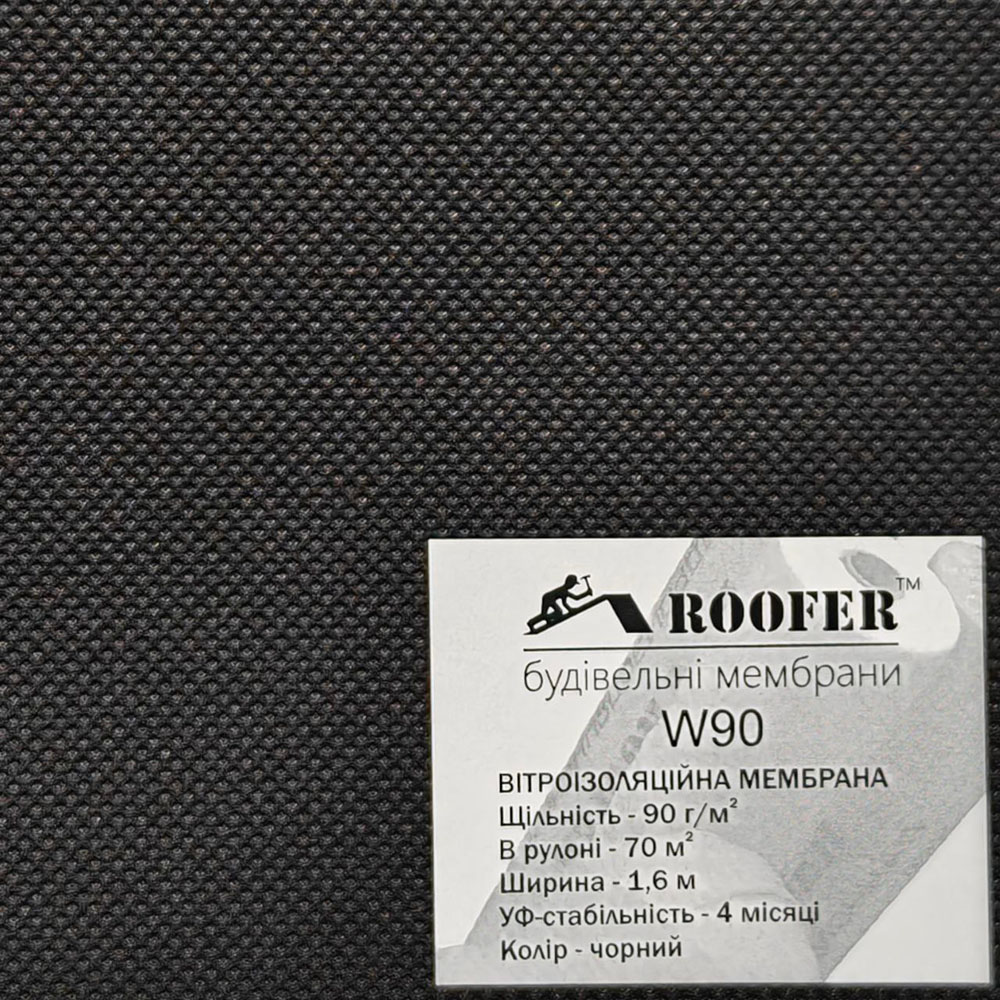 ROOFER™
будівельні мембрани
W90
ВІТРОІЗОЛЯЦІЙНА МЕМБРАНА
Щільність - 90 г/м²
В рулоні - 70 м²
Ширина - 1,6 м
УФ-стабільність - 4 місяці
Колір - чорний